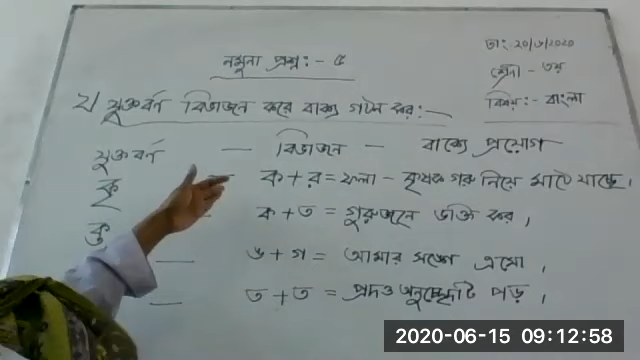 তাং ২০/৬/২০২০
নমুনা প্রশ্ন:- ৫
শ্রেণী - ৩য়
বিষয় :- বাংলা
২। যুক্তবর্ণ বিভাজন করে বাক্য গঠন কর:-
যুক্তবর্ণ — বিভাজন — বাক্যে প্রয়োগ
কৃ — ক + র = ফলা - কৃষক গরু নিয়ে মাঠে যাচ্ছে।
ক্ত — ক + ত = গুরুজনে ভক্তি কর।
— ঙ + গ = আমার সঙ্গে এসো।
— ত + ত = প্রদত্ত অনুচ্ছেদটি পড়।
2020-06-15 09:12:58